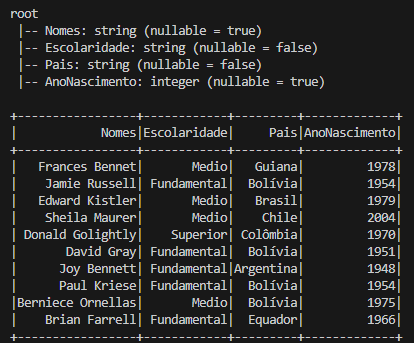 root
 |-- Nomes: string (nullable = true)
 |-- Escolaridade: string (nullable = false)
 |-- Pais: string (nullable = false)
 |-- AnoNascimento: integer (nullable = true)

+-----------------+------------+---------+-------------+
|            Nomes|Escolaridade|     Pais|AnoNascimento|
+-----------------+------------+---------+-------------+
|   Frances Bennet|       Medio|   Guiana|         1978|
|    Jamie Russell| Fundamental|  Bolívia|         1954|
|   Edward Kistler|       Medio|   Brasil|         1979|
|    Sheila Maurer|       Medio|    Chile|         2004|
| Donald Golightly|    Superior| Colômbia|         1970|
|       David Gray| Fundamental|  Bolívia|         1951|
|      Joy Bennett| Fundamental|Argentina|         1948|
|      Paul Kriese| Fundamental|  Bolívia|         1954|
|Berniece Ornellas|       Medio|  Bolívia|         1975|
|    Brian Farrell| Fundamental|  Equador|         1966|
+-----------------+------------+---------+-------------+